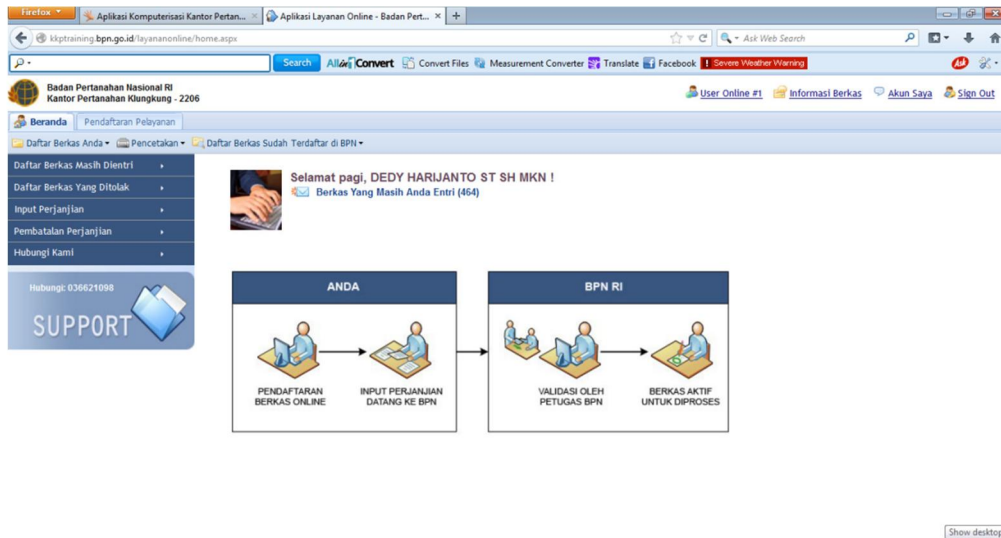 Firefox
Aplikasi Komputerisasi Kantor Pertan...
Aplikasi Layanan Online - Badan Pert...
kkptraining.bpn.go.id/layananonline/home.aspx
Ask Web Search
Search
Allin1Convert
Convert Files
Measurement Converter
Translate
Facebook
Severe Weather Warning
Ask
Badan Pertanahan Nasional RI
Kantor Pertanahan Klungkung - 2206
User Online #1
Informasi Berkas
Akun Saya
Sign Out
Beranda
Pendaftaran Pelayanan
Daftar Berkas Anda
Pencetakan
Daftar Berkas Sudah Terdaftar di BPN
Daftar Berkas Masih Dientri
Daftar Berkas Yang Ditolak
Input Perjanjian
Pembatalan Perjanjian
Hubungi Kami
Hubungi: 036621098
SUPPORT
Selamat pagi, DEDY HARIJANTO ST SH MKN !
Berkas Yang Masih Anda Entri (464)
ANDA
PENDAFTARAN
BERKAS ONLINE
INPUT PERJANJIAN
DATANG KE BPN
BPN RI
VALIDASI OLEH
PETUGAS BPN
BERKAS AKTIF
UNTUK DIPROSES
Show desktop